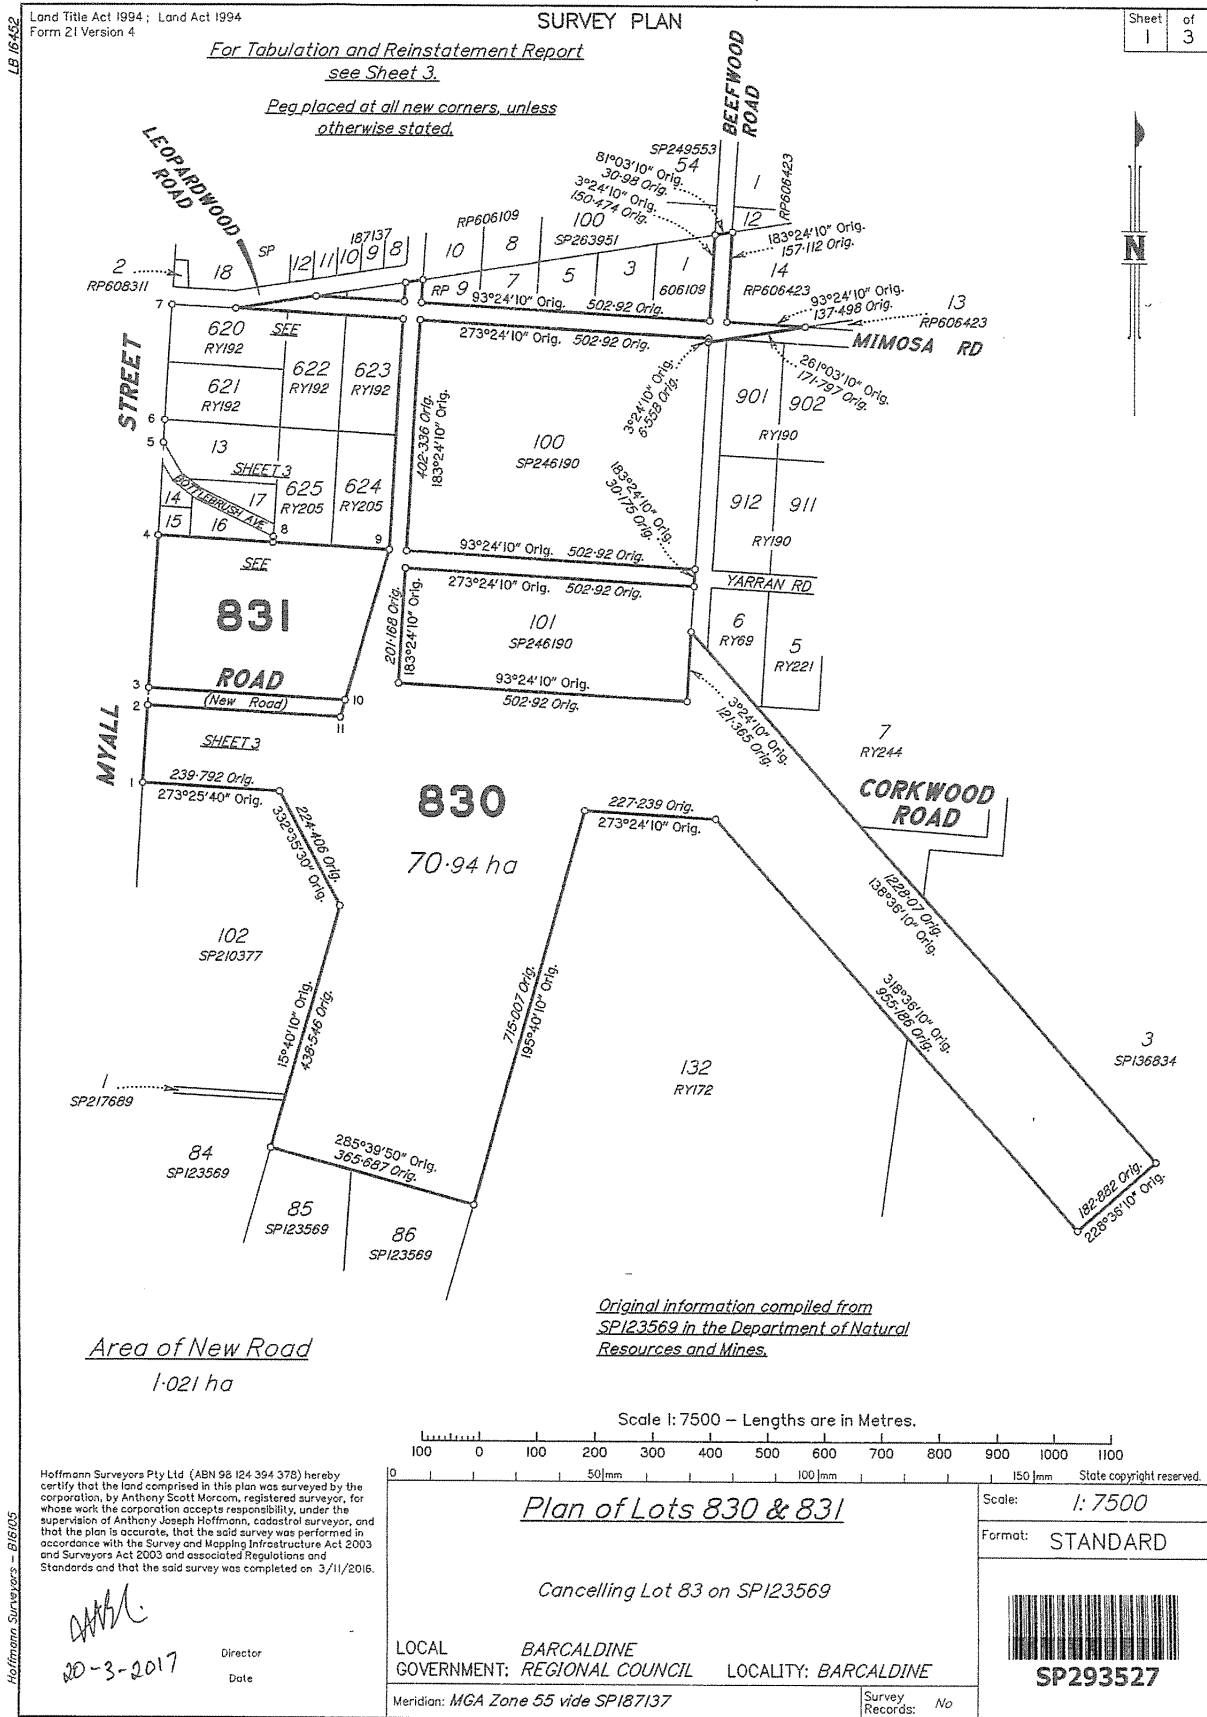 LB 16452
Land Title Act 1994 ; Land Act 1994
Form 21 Version 4
SURVEY PLAN
Sheet of
1 3
For Tabulation and Reinstatement Report
see Sheet 3.
Peg placed at all new corners, unless
otherwise stated.
LEOPARDWOOD
ROAD
BEEFWOOD
ROAD
SP249553
54
81°03'10" Orig.
30·98 Orig.
3°24'10" Orig.
150·474 Orig.
1
12
RP606423
183°24'10" Orig.
157·112 Orig.
14
RP606423
93°24'10" Orig.
137·498 Orig.
13
RP606423
MIMOSA RD
RP606109
100
SP263951
10
8
RP 9
7
5
3
1
606109
SP
187137
12
11
10
9
8
18
2
RP608311
7
93°24'10" Orig. 502·92 Orig.
273°24'10" Orig. 502·92 Orig.
620
RY192
SEE
622
RY192
623
RY192
621
RY192
STREET
6
5
13
SHEET 3
BOTTLEBRUSH AVE
14
15
16
17
625
RY205
624
RY205
402·336 Orig.
183°24'10" Orig.
100
SP246190
3°24'10" Orig.
6·558 Orig.
261°03'10" Orig.
171·797 Orig.
901
902
RY190
183°24'10" Orig.
30·175 Orig.
912
911
RY190
4
8
9
SEE
93°24'10" Orig. 502·92 Orig.
273°24'10" Orig. 502·92 Orig.
YARRAN RD
831
101
SP246190
201·168 Orig.
183°24'10" Orig.
6
RY69
5
RY221
93°24'10" Orig.
502·92 Orig.
3°24'10" Orig.
121·365 Orig.
3
ROAD
(New Road)
10
2
11
MYALL
SHEET 3
7
RY244
CORKWOOD
ROAD
1
239·792 Orig.
273°25'40" Orig.
830
70·94 ha
227·239 Orig.
273°24'10" Orig.
224·406 Orig.
332°35'30" Orig.
1228·07 Orig.
138°36'10" Orig.
102
SP210377
15°40'10" Orig.
438·546 Orig.
715·007 Orig.
195°40'10" Orig.
318°36'10" Orig.
955·186 Orig.
132
RY172
3
SP136834
1
SP217689
84
SP123569
285°39'50" Orig.
365·687 Orig.
85
SP123569
86
SP123569
182·882 Orig.
228°36'10" Orig.
N
Original information compiled from
SP123569 in the Department of Natural
Resources and Mines.
Area of New Road
1·021 ha
Scale 1: 7500 – Lengths are in Metres.
100 0 100 200 300 400 500 600 700 800 900 1000 1100
0 50 mm 100 mm 150 mm State copyright reserved.
Hoffmann Surveyors Pty Ltd (ABN 98 124 394 378) hereby
certify that the land comprised in this plan was surveyed by the
corporation, by Anthony Scott Morcom, registered surveyor, for
whose work the corporation accepts responsibility, under the
supervision of Anthony Joseph Hoffmann, cadastral surveyor, and
that the plan is accurate, that the said survey was performed in
accordance with the Survey and Mapping Infrastructure Act 2003
and Surveyors Act 2003 and associated Regulations and
Standards and that the said survey was completed on 3/11/2016.
Director
20-3-2017
Date
Hoffmann Surveyors – B16105
Plan of Lots 830 & 831
Cancelling Lot 83 on SP123569
LOCAL BARCALDINE
GOVERNMENT: REGIONAL COUNCIL LOCALITY: BARCALDINE
Meridian: MGA Zone 55 vide SP187137
Survey
Records: No
Scale: 1: 7500
Format: STANDARD
SP293527